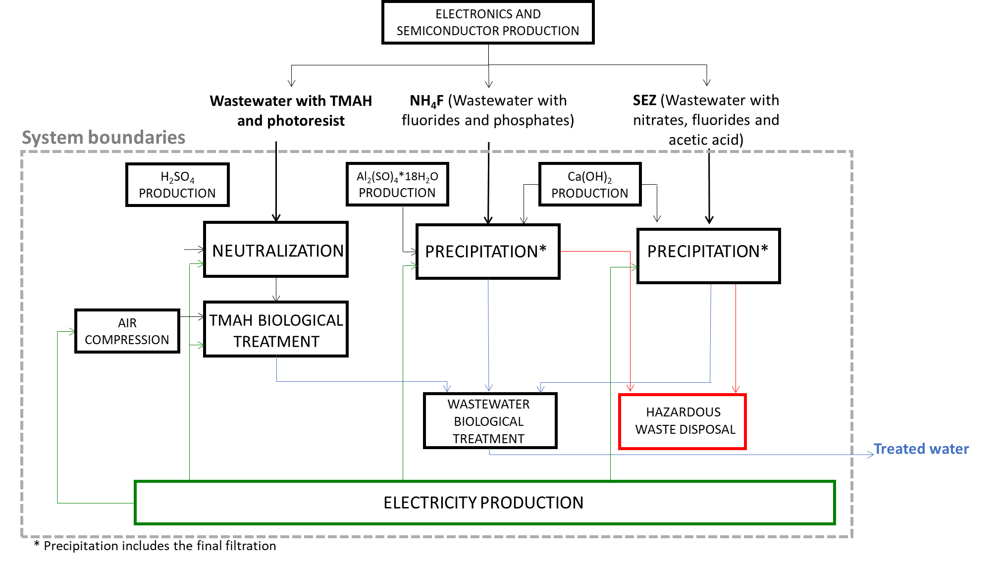 ELECTRONICS AND
SEMICONDUCTOR PRODUCTION
Wastewater with TMAH
and photoresist
NH₄F (Wastewater with
fluorides and phosphates)
SEZ (Wastewater with
nitrates, fluorides and
acetic acid)
System boundaries
H₂SO₄
PRODUCTION
Al₂(SO)₄*18H₂O
PRODUCTION
Ca(OH)₂
PRODUCTION
NEUTRALIZATION
PRECIPITATION*
PRECIPITATION*
AIR
COMPRESSION
TMAH BIOLOGICAL
TREATMENT
WASTEWATER
BIOLOGICAL
TREATMENT
HAZARDOUS
WASTE DISPOSAL
Treated water
ELECTRICITY PRODUCTION
* Precipitation includes the final filtration